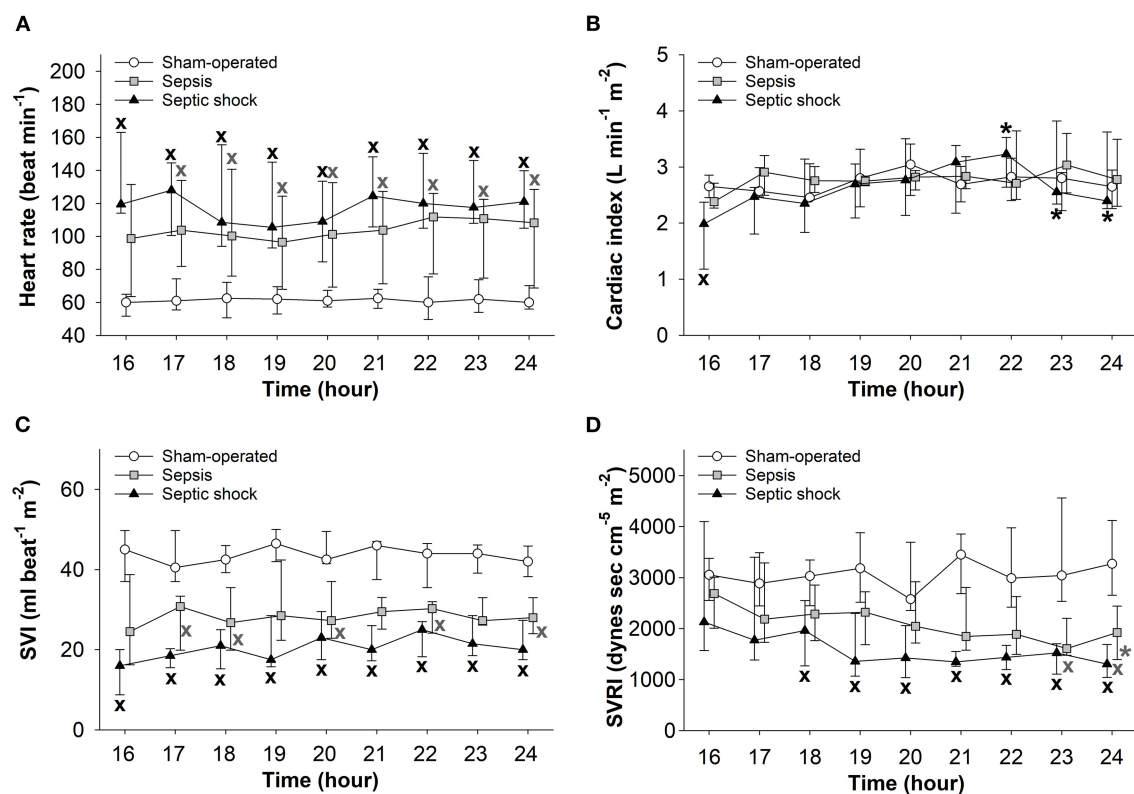 A
Heart rate (beat min⁻¹)
Sham-operated
Sepsis
Septic shock
200
180
160
140
120
100
80
60
40
x x x x x x x x x
x x x x x x x x
16 17 18 19 20 21 22 23 24
Time (hour)
B
Cardiac index (L min⁻¹ m⁻²)
Sham-operated
Sepsis
Septic shock
5
4
3
2
1
0
*
* *
x
16 17 18 19 20 21 22 23 24
Time (hour)
C
SVI (ml beat⁻¹ m⁻²)
Sham-operated
Sepsis
Septic shock
60
40
20
0
x x x x x
x x x x x x x x x
16 17 18 19 20 21 22 23 24
Time (hour)
D
SVRI (dynes sec cm⁻⁵ m⁻²)
Sham-operated
Sepsis
Septic shock
5000
4000
3000
2000
1000
0
*
x x
x x x x x x x
16 17 18 19 20 21 22 23 24
Time (hour)